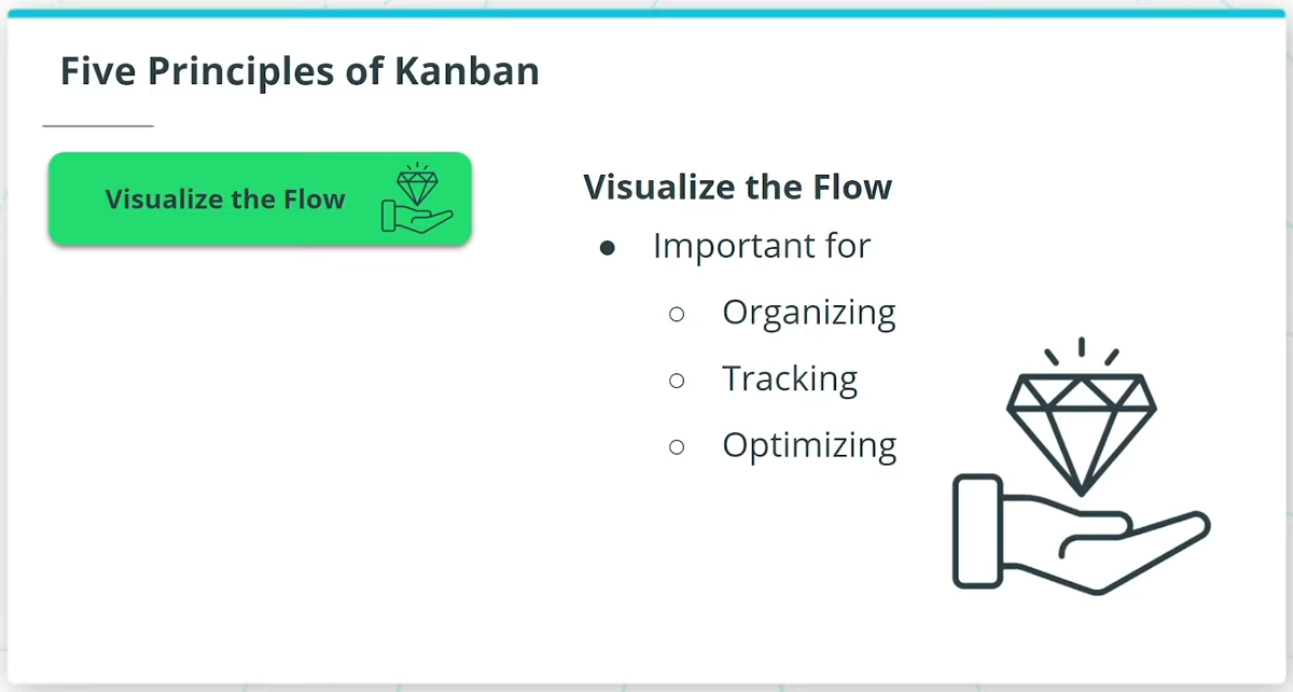 Five Principles of Kanban
Visualize the Flow
Visualize the Flow
● Important for
○ Organizing
○ Tracking
○ Optimizing